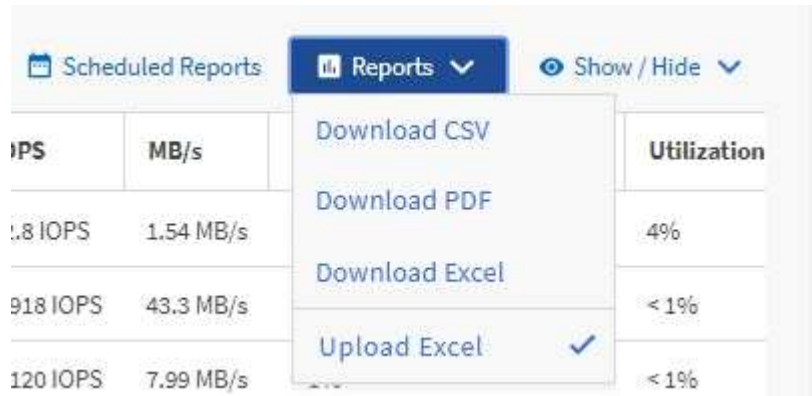 Scheduled Reports Reports Show / Hide
MB/s Utilization
Download CSV
1.54 MB/s 4%
Download PDF
918 IOPS 43.3 MB/s < 1%
Download Excel
120 IOPS 7.99 MB/s < 1%
Upload Excel